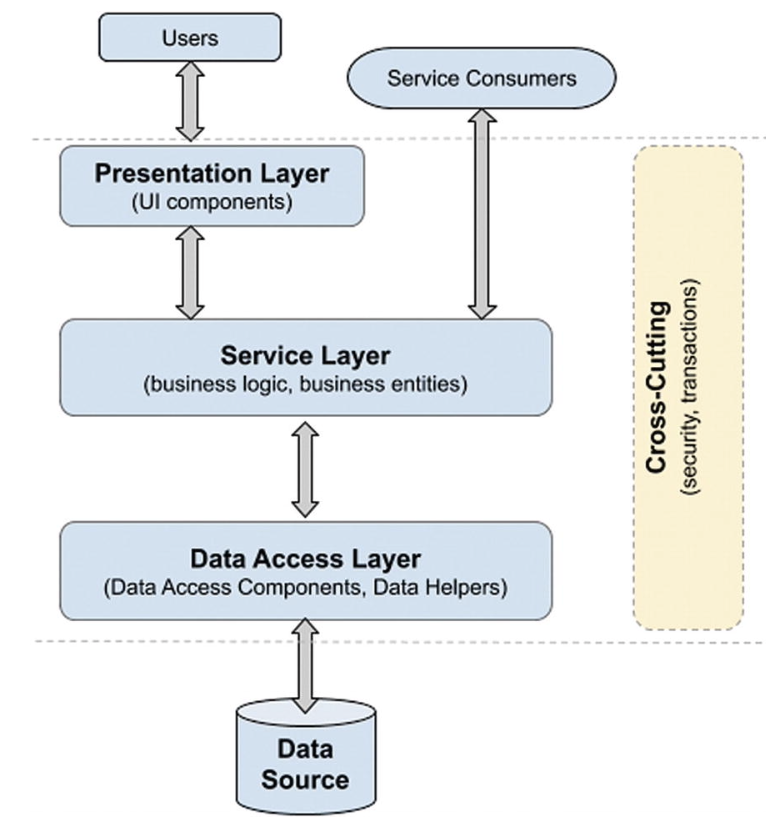 Users
Service Consumers
Presentation Layer
(UI components)
Service Layer
(business logic, business entities)
Data Access Layer
(Data Access Components, Data Helpers)
Data
Source
Cross-Cutting
(security, transactions)